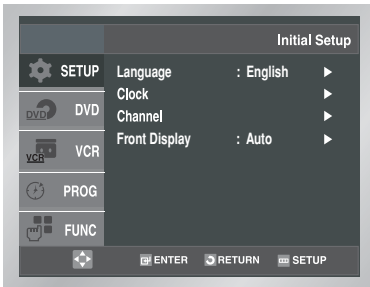 Initial Setup
SETUP
DVD DVD
VCR VCR
PROG
FUNC
Language : English ►
Clock ►
Channel ►
Front Display : Auto ►
ENTER RETURN SETUP